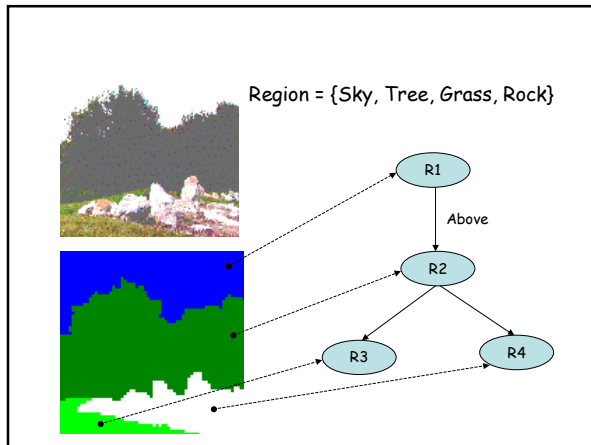 Region = {Sky, Tree, Grass, Rock}
R1
Above
R2
R3
R4